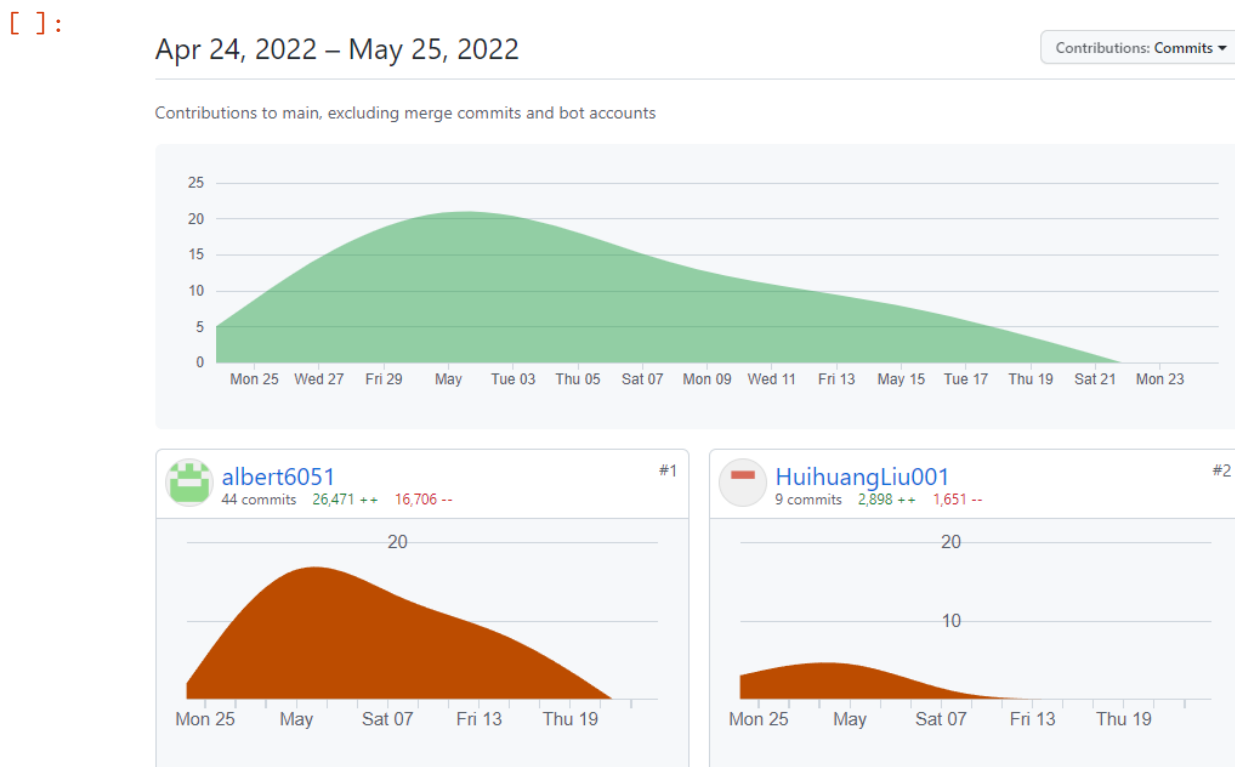 [ ]:
Apr 24, 2022 – May 25, 2022
Contributions: Commits
Contributions to main, excluding merge commits and bot accounts
25
20
15
10
5
0
Mon 25 Wed 27 Fri 29 May Tue 03 Thu 05 Sat 07 Mon 09 Wed 11 Fri 13 May 15 Tue 17 Thu 19 Sat 21 Mon 23
albert6051 #1
44 commits 26,471 ++ 16,706 --
20
Mon 25 May Sat 07 Fri 13 Thu 19
HuihuangLiu001 #2
9 commits 2,898 ++ 1,651 --
20
10
Mon 25 May Sat 07 Fri 13 Thu 19